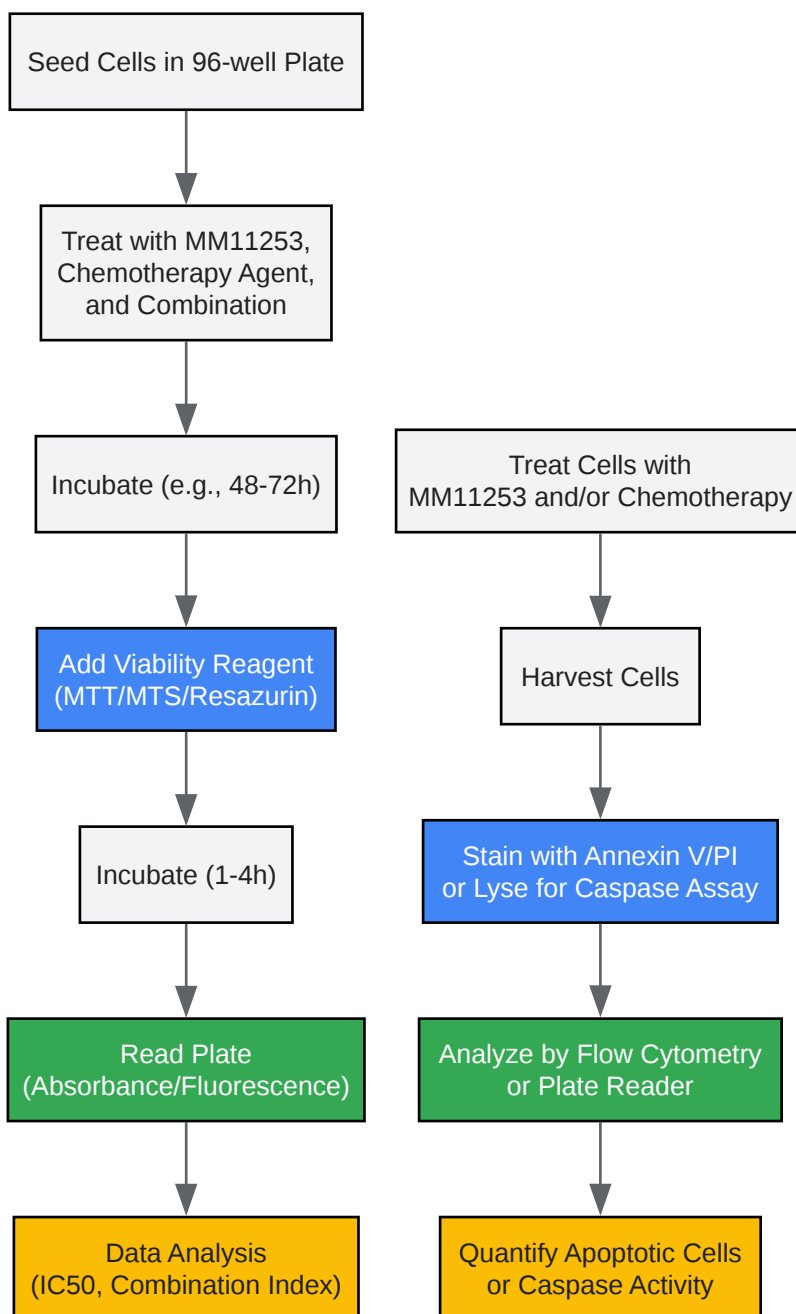 Seed Cells in 96-well Plate
Treat with MM11253,
Chemotherapy Agent,
and Combination
Incubate (e.g., 48-72h)
Add Viability Reagent
(MTT/MTS/Resazurin)
Incubate (1-4h)
Read Plate
(Absorbance/Fluorescence)
Data Analysis
(IC50, Combination Index)
Treat Cells with
MM11253 and/or Chemotherapy
Harvest Cells
Stain with Annexin V/PI
or Lyse for Caspase Assay
Analyze by Flow Cytometry
or Plate Reader
Quantify Apoptotic Cells
or Caspase Activity